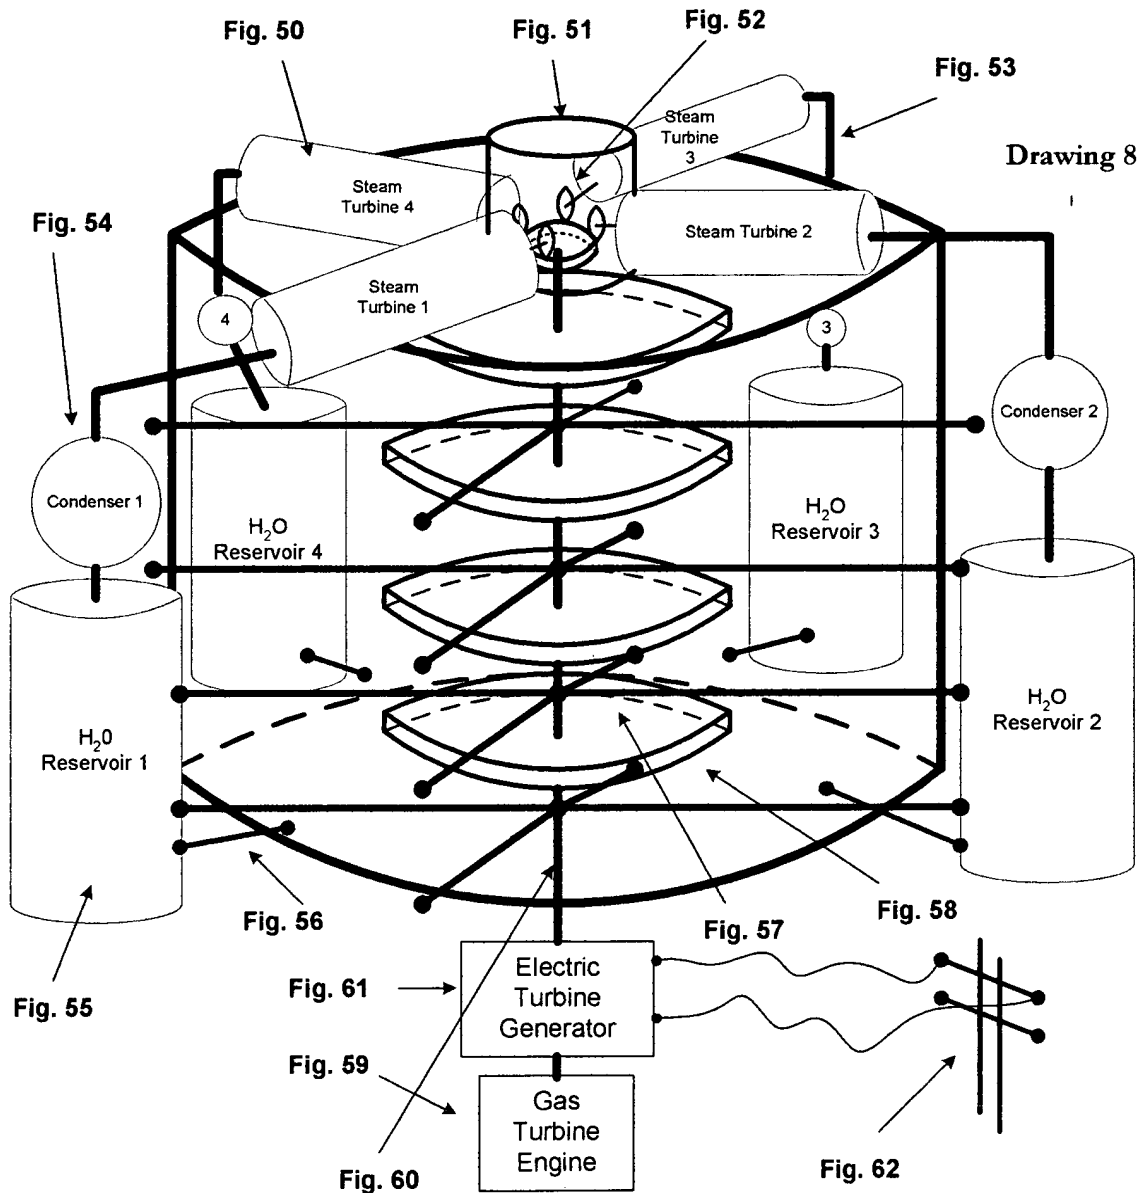 Fig. 50
Fig. 51
Fig. 52
Fig. 53
Drawing 8
Steam
Turbine
3
Steam
Turbine 4
Fig. 54
Steam Turbine 2
Steam
Turbine 1
4
3
Condenser 2
Condenser 1
H₂O
Reservoir 4
H₂O
Reservoir 3
H₂0
Reservoir 1
H₂O
Reservoir 2
Fig. 56
Fig. 57
Fig. 58
Fig. 55
Fig. 61
Electric
Turbine
Generator
Fig. 59
Gas
Turbine
Engine
Fig. 60
Fig. 62